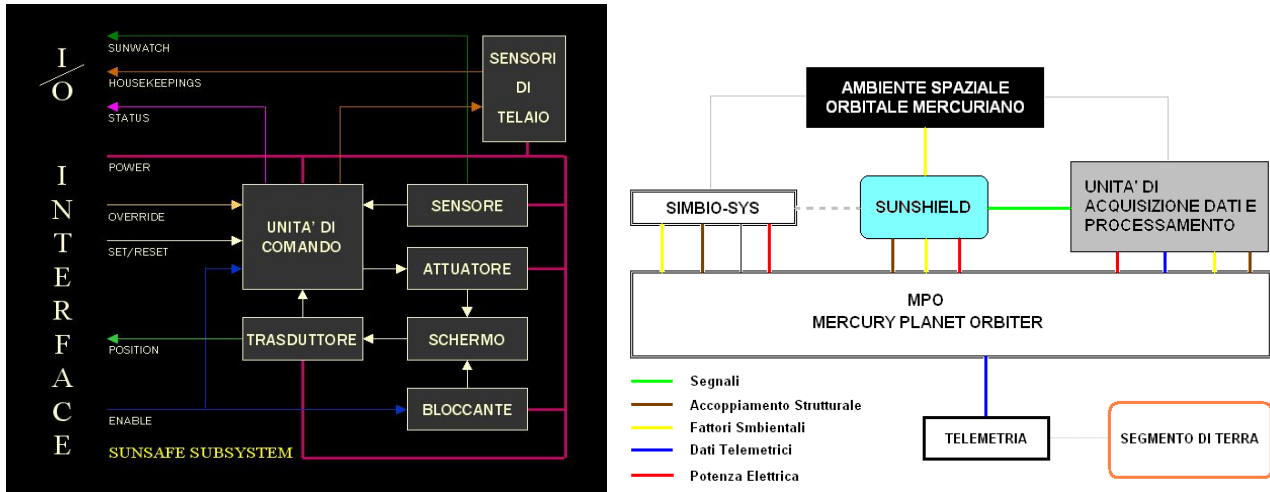 I/O INTERFACE
SUNWATCH
HOUSEKEEPINGS
STATUS
POWER
OVERRIDE
SET/RESET
POSITION
ENABLE
SENSORI
DI
TELAIO
UNITA' DI
COMANDO
SENSORE
ATTUATORE
TRASDUTTORE
SCHERMO
BLOCCANTE
SUNSAFE SUBSYSTEM
AMBIENTE SPAZIALE
ORBITALE MERCURIANO
SIMBIO-SYS
SUNSHIELD
UNITA' DI
ACQUISIZIONE DATI E
PROCESSAMENTO
MPO
MERCURY PLANET ORBITER
Segnali
Accoppiamento Strutturale
Fattori Smbientali
Dati Telemetrici
Potenza Elettrica
TELEMETRIA
SEGMENTO DI TERRA